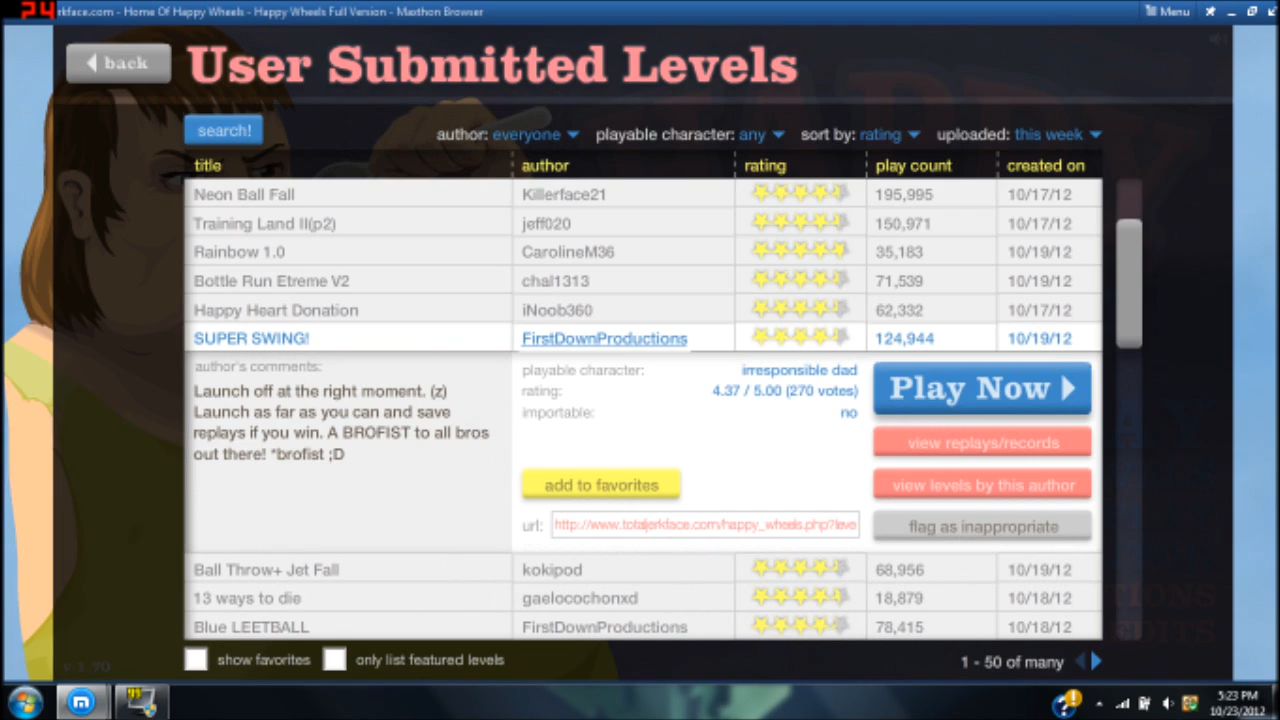 24
rkface.com - Home Of Happy Wheels - Happy Wheels Full Version - Maxthon Browser
Menu
back
User Submitted Levels
search!
author: everyone playable character: any sort by: rating uploaded: this week
title author rating play count created on
Neon Ball Fall Killerface21 195,995 10/17/12
Training Land II(p2) jeff020 150,971 10/17/12
Rainbow 1.0 CarolineM36 35,183 10/19/12
Bottle Run Etreme V2 chal1313 71,539 10/19/12
Happy Heart Donation iNoob360 62,332 10/17/12
SUPER SWING! FirstDownProductions 124,944 10/19/12
author's comments:
Launch off at the right moment. (z)
Launch as far as you can and save
replays if you win. A BROFIST to all bros
out there! *brofist ;D
playable character: irresponsible dad
rating: 4.37 / 5.00 (270 votes)
importable: no
add to favorites
url: http://www.totaljerkface.com/happy_wheels.php?leve
Play Now
view replays/records
view levels by this author
flag as inappropriate
Ball Throw+ Jet Fall kokipod 68,956 10/19/12
13 ways to die gaelocochonxd 18,879 10/18/12
Blue LEETBALL FirstDownProductions 78,415 10/18/12
show favorites only list featured levels
1 - 50 of many
v 1.70
5:23 PM
10/23/2012